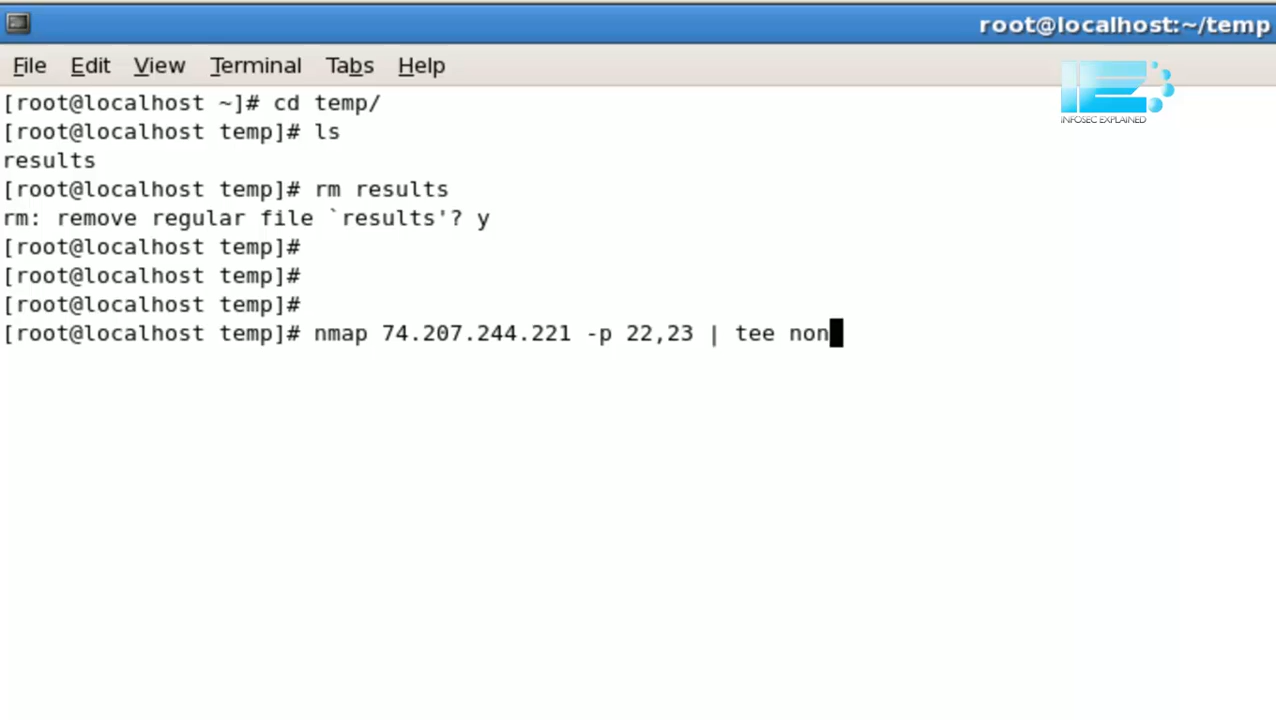 root@localhost:~/temp
File Edit View Terminal Tabs Help
INFOSEC EXPLAINED
[root@localhost ~]# cd temp/
[root@localhost temp]# ls
results
[root@localhost temp]# rm results
rm: remove regular file `results'? y
[root@localhost temp]#
[root@localhost temp]#
[root@localhost temp]#
[root@localhost temp]# nmap 74.207.244.221 -p 22,23 | tee non